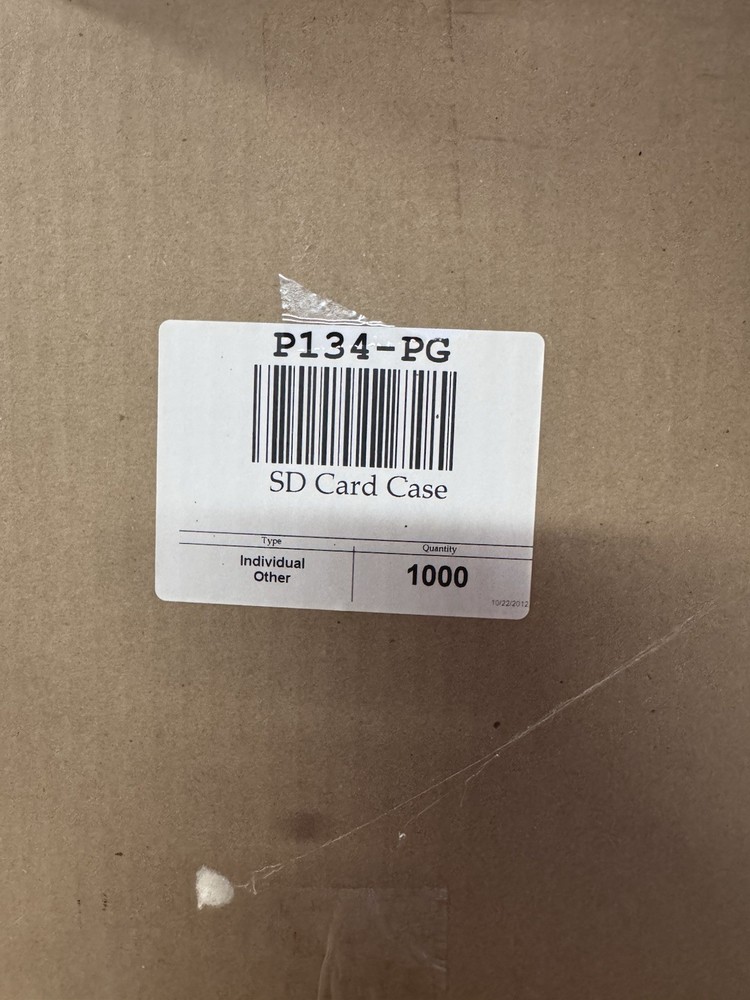 P134-PG
SD Card Case
Type Quantity
Individual
Other
1000
10/22/2012